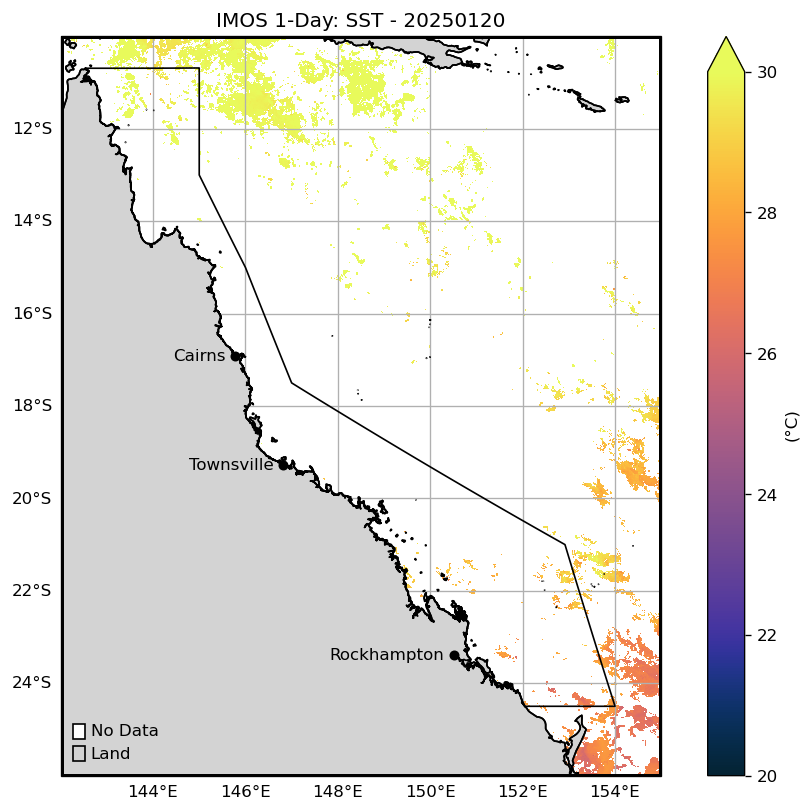 IMOS 1-Day: SST - 20250120
12°S
14°S
16°S
18°S
20°S
22°S
24°S
Cairns
Townsville
Rockhampton
No Data
Land
144°E 146°E 148°E 150°E 152°E 154°E
30
28
26
24
22
20
(°C)